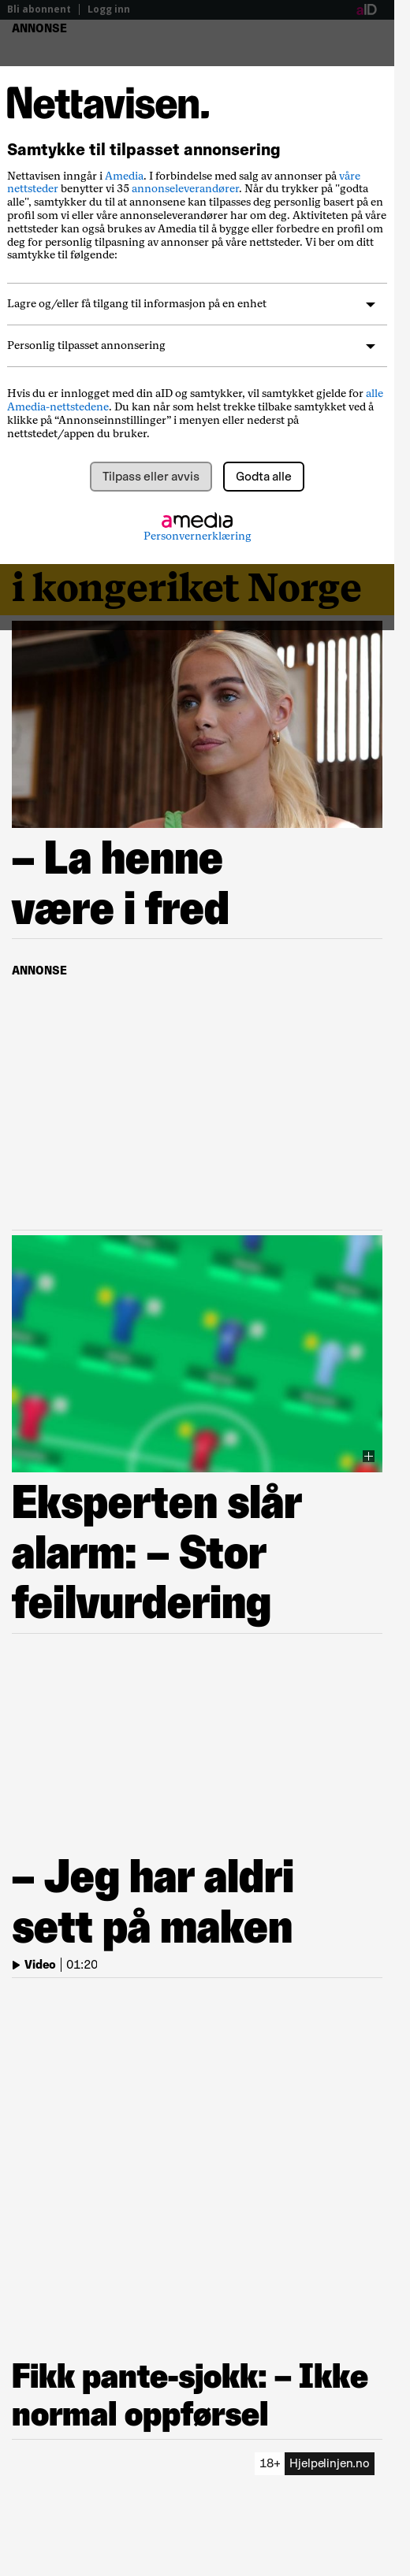 Bli abonnent | Logg inn
aID
ANNONSE
Nettavisen.
Samtykke til tilpasset annonsering
Nettavisen inngår i Amedia. I forbindelse med salg av annonser på våre
nettsteder benytter vi 35 annonseleverandører. Når du trykker på "godta
alle", samtykker du til at annonsene kan tilpasses deg personlig basert på en
profil som vi eller våre annonseleverandører har om deg. Aktiviteten på våre
nettsteder kan også brukes av Amedia til å bygge eller forbedre en profil om
deg for personlig tilpasning av annonser på våre nettsteder. Vi ber om ditt
samtykke til følgende:
Lagre og/eller få tilgang til informasjon på en enhet
Personlig tilpasset annonsering
Hvis du er innlogget med din aID og samtykker, vil samtykket gjelde for alle
Amedia-nettstedene. Du kan når som helst trekke tilbake samtykket ved å
klikke på “Annonseinnstillinger” i menyen eller nederst på
nettstedet/appen du bruker.
Tilpass eller avvis
Godta alle
amedia
Personvernerklæring
i kongeriket Norge
– La henne
være i fred
ANNONSE
Eksperten slår
alarm: – Stor
feilvurdering
– Jeg har aldri
sett på maken
Video | 01:20
Fikk pante-sjokk: – Ikke
normal oppførsel
18+ Hjelpelinjen.no